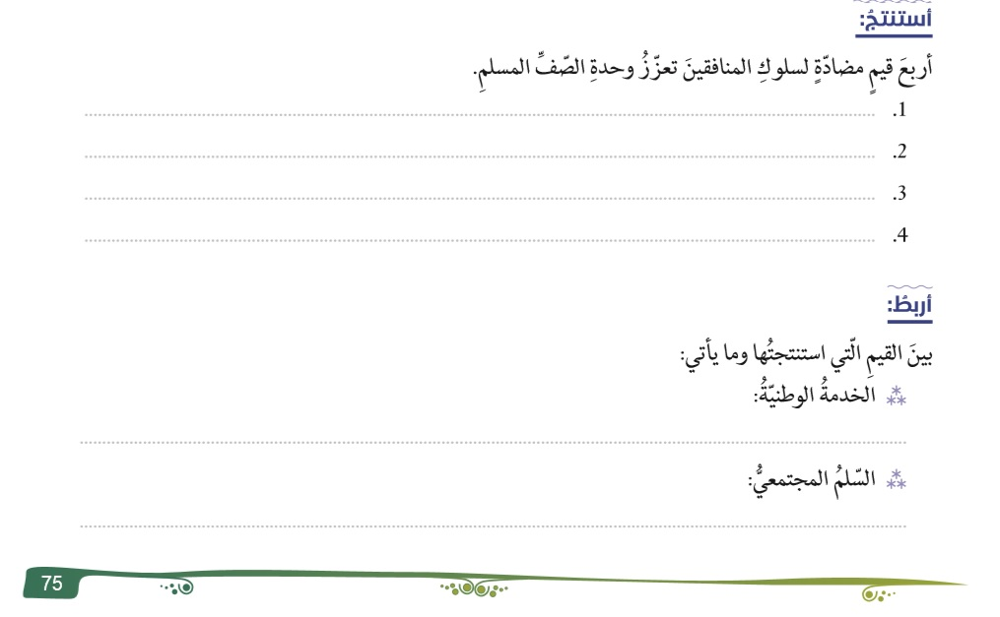 أستنتجُ:
أربعَ قيمٍ مضادّةٍ لسلوكِ المنافقينَ تعزّزُ وحدةِ الصّفِّ المسلمِ.
1.
2.
3.
4.
أربطُ:
بينَ القيمِ الّتي استنتجتُها وما يأتي:
الخدمةُ الوطنيّةُ:
السّلمُ المجتمعيُّ:
75